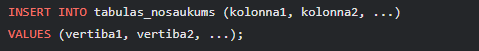 INSERT INTO tabulas_nosaukums (kolonna1, kolonna2, ...)
VALUES (vertiba1, vertiba2, ...);